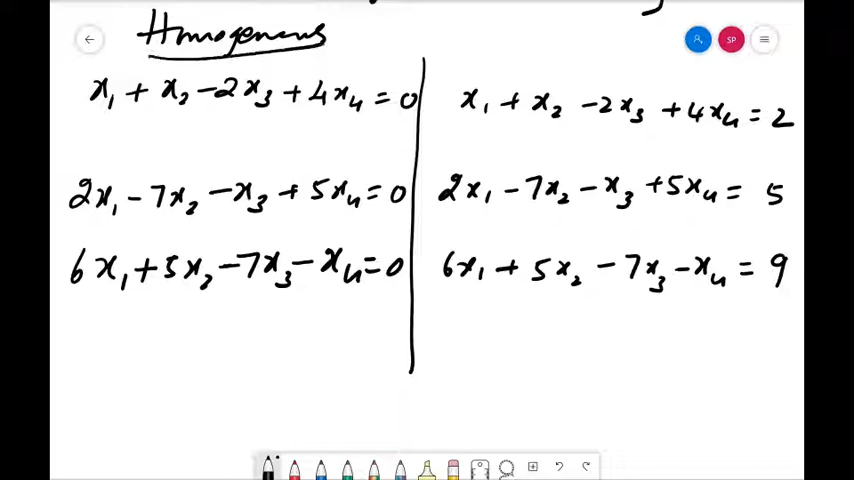 Homogenous
x₁ + x₂ - 2x₃ + 4x₄ = 0
2x₁ - 7x₂ - x₃ + 5x₄ = 0
6x₁ + 5x₂ - 7x₃ - x₄ = 0
x₁ + x₂ - 2x₃ + 4x₄ = 2
2x₁ - 7x₂ - x₃ + 5x₄ = 5
6x₁ + 5x₂ - 7x₃ - x₄ = 9
SP